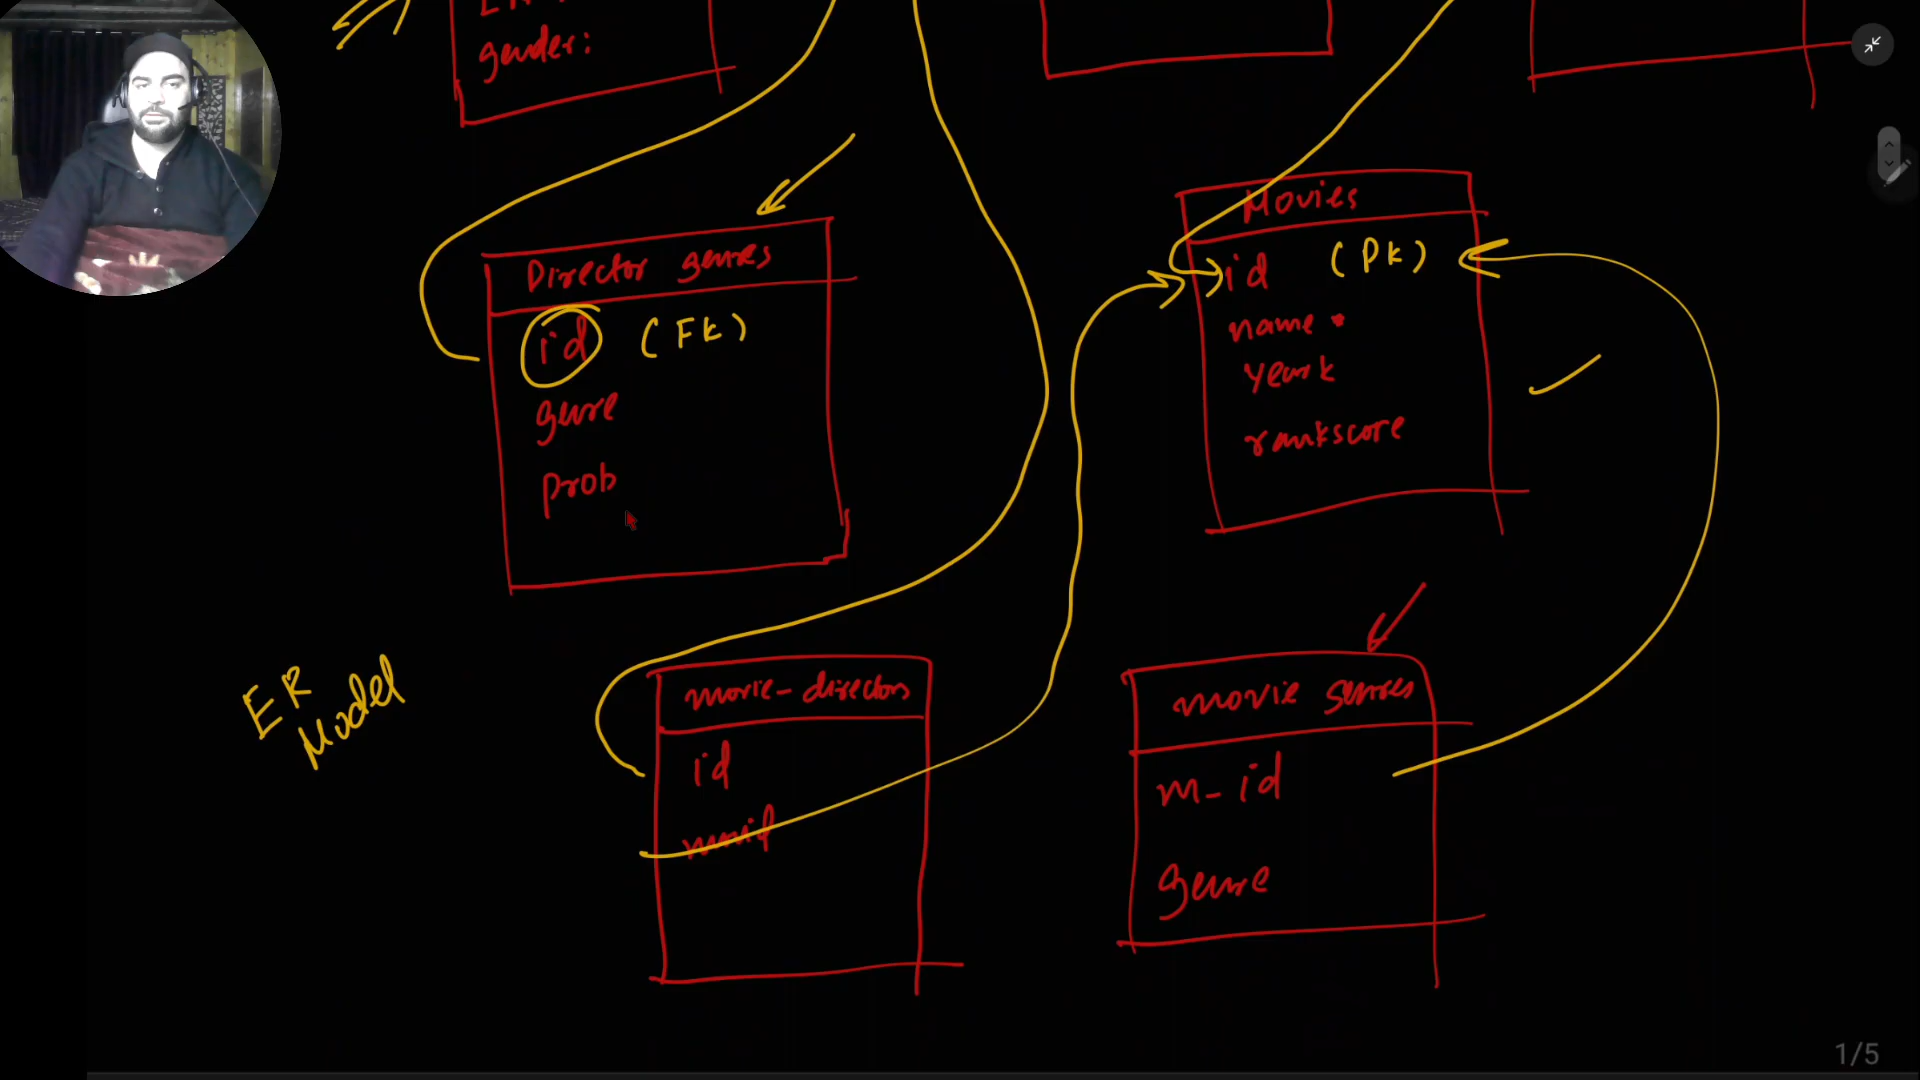 gender:
Director genres
id (FK)
genre
prob
Movies
id (PK)
name
year
rankscore
ER
Model
movie-directors
id
movie genres
m-id
genre
1/5